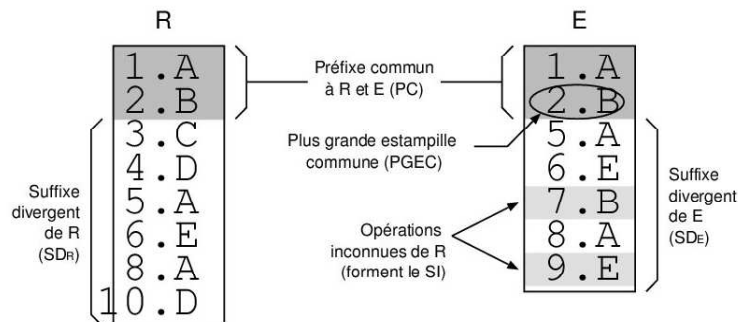 R
1.A
2.B
3.C
4.D
5.A
6.E
8.A
10.D
Suffixe
divergent
de R
(SDR)
Préfixe commun
à R et E (PC)
Plus grande estampille
commune (PGEC)
Opérations
inconnues de R
(forment le SI)
E
1.A
2.B
5.A
6.E
7.B
8.A
9.E
Suffixe
divergent
de E
(SDE)